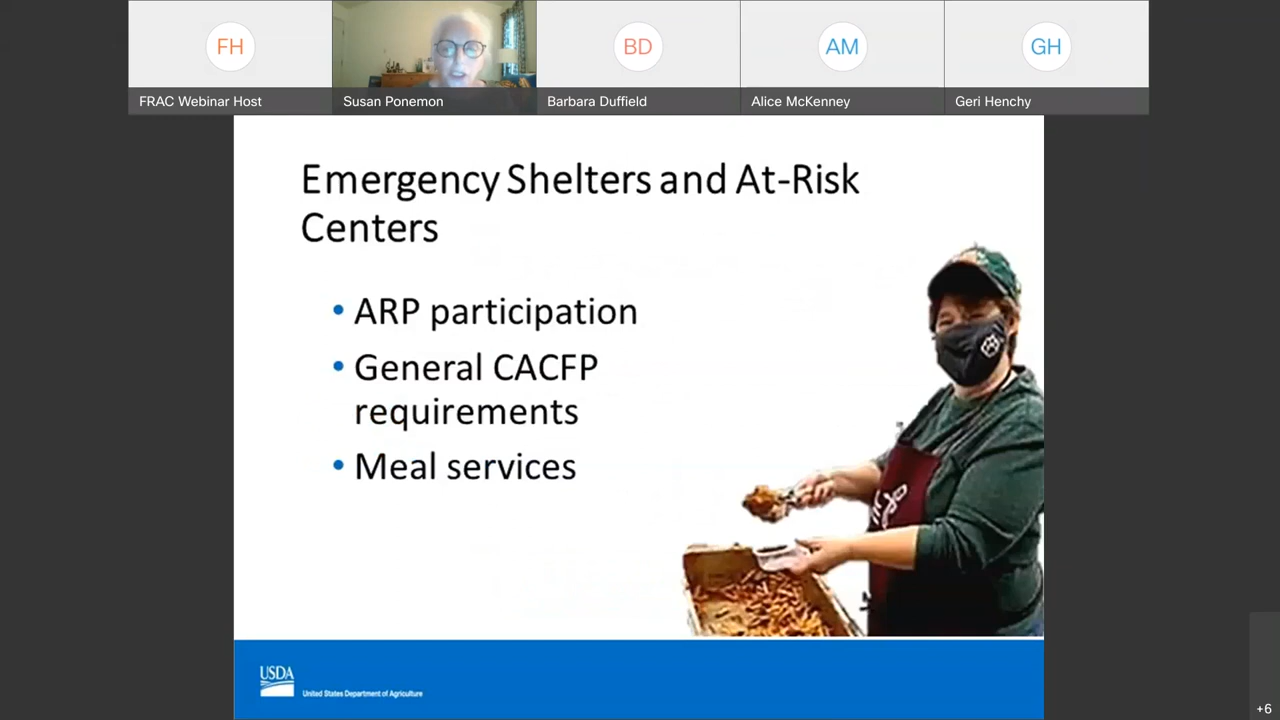 FH
BD
AM
GH
FRAC Webinar Host
Susan Ponemon
Barbara Duffield
Alice McKenney
Geri Henchy
Emergency Shelters and At-Risk
Centers
• ARP participation
• General CACFP
requirements
• Meal services
USDA
United States Department of Agriculture
+6